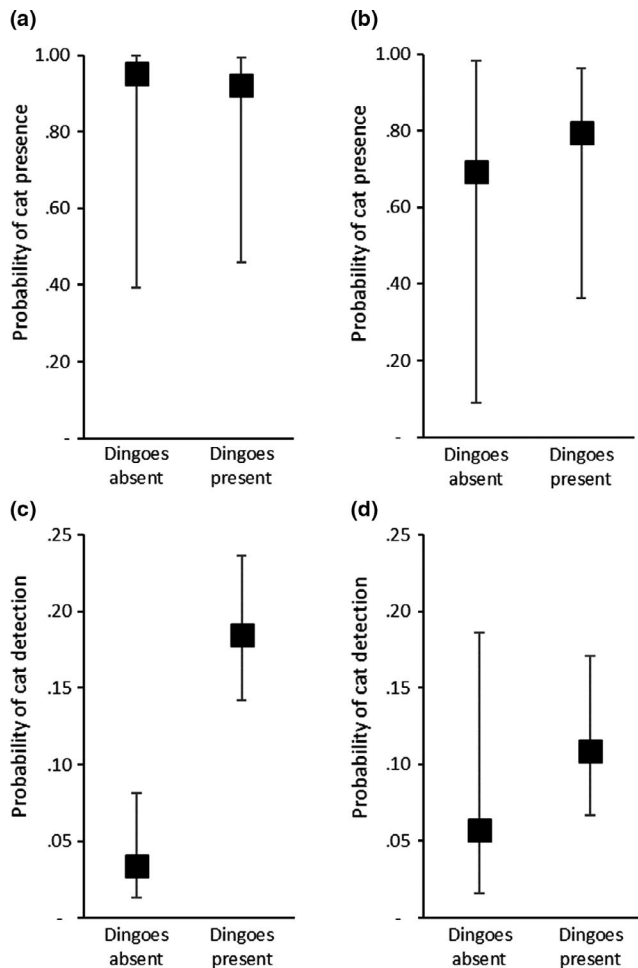 (a)
Probability of cat presence
1.00
.80
.60
.40
.20
-
Dingoes
absent
Dingoes
present
(b)
Probability of cat presence
1.00
.80
.60
.40
.20
-
Dingoes
absent
Dingoes
present
(c)
Probability of cat detection
.25
.20
.15
.10
.05
-
Dingoes
absent
Dingoes
present
(d)
Probability of cat detection
.25
.20
.15
.10
.05
-
Dingoes
absent
Dingoes
present